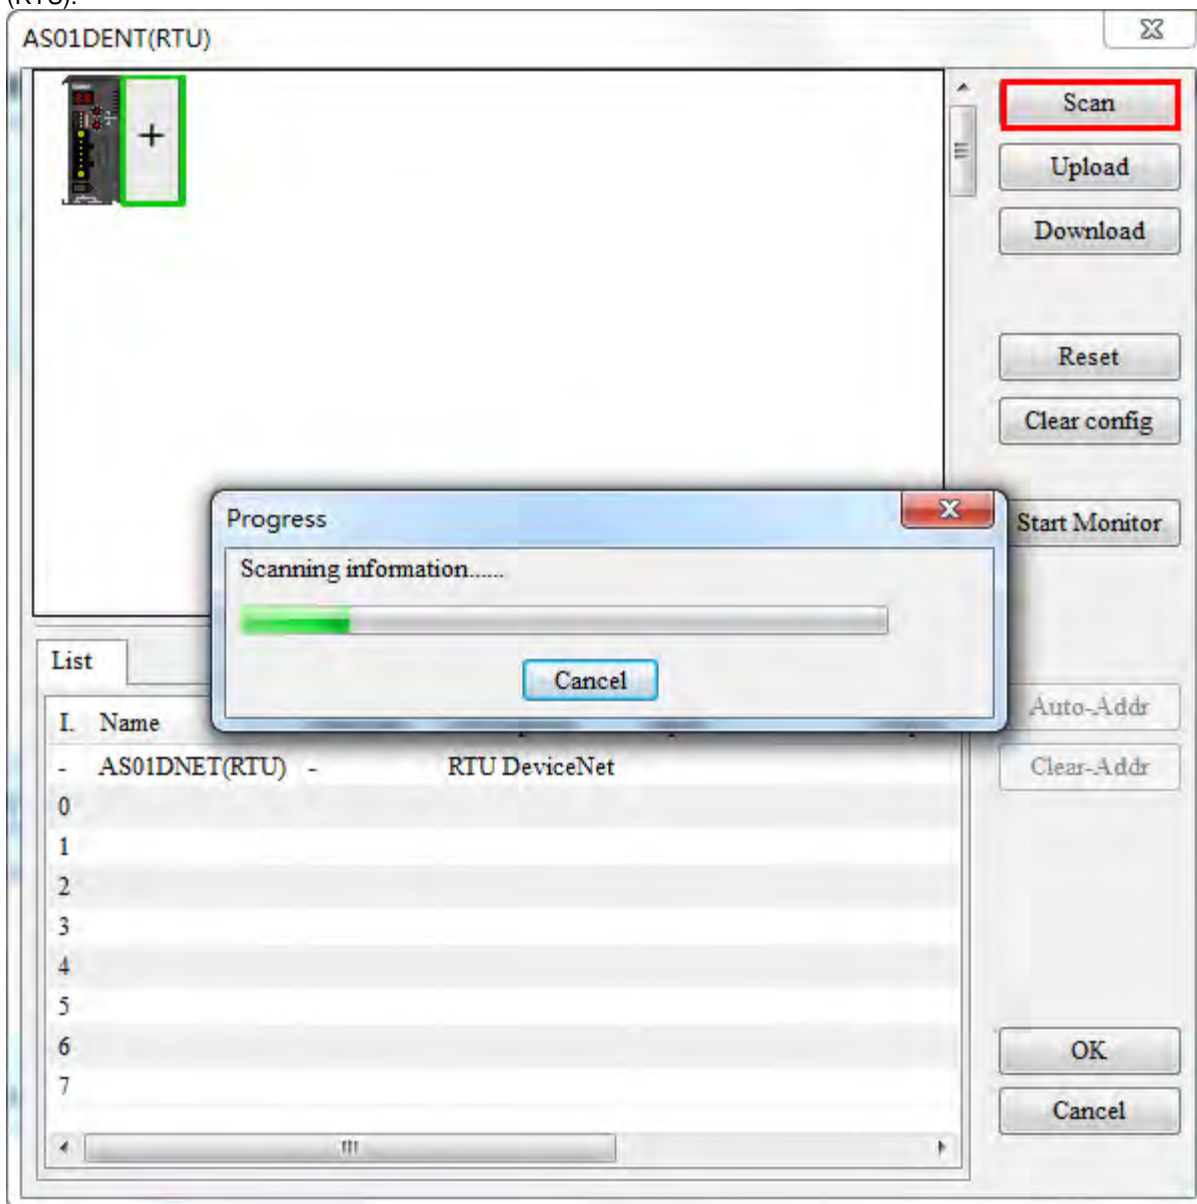 (RTU).
AS01DENT(RTU)
+
Scan
Upload
Download
Reset
Clear config
Start Monitor
Progress
Scanning information......
Cancel
List
I. Name
- AS01DNET(RTU) - RTU DeviceNet
0
1
2
3
4
5
6
7
Auto-Addr
Clear-Addr
OK
Cancel